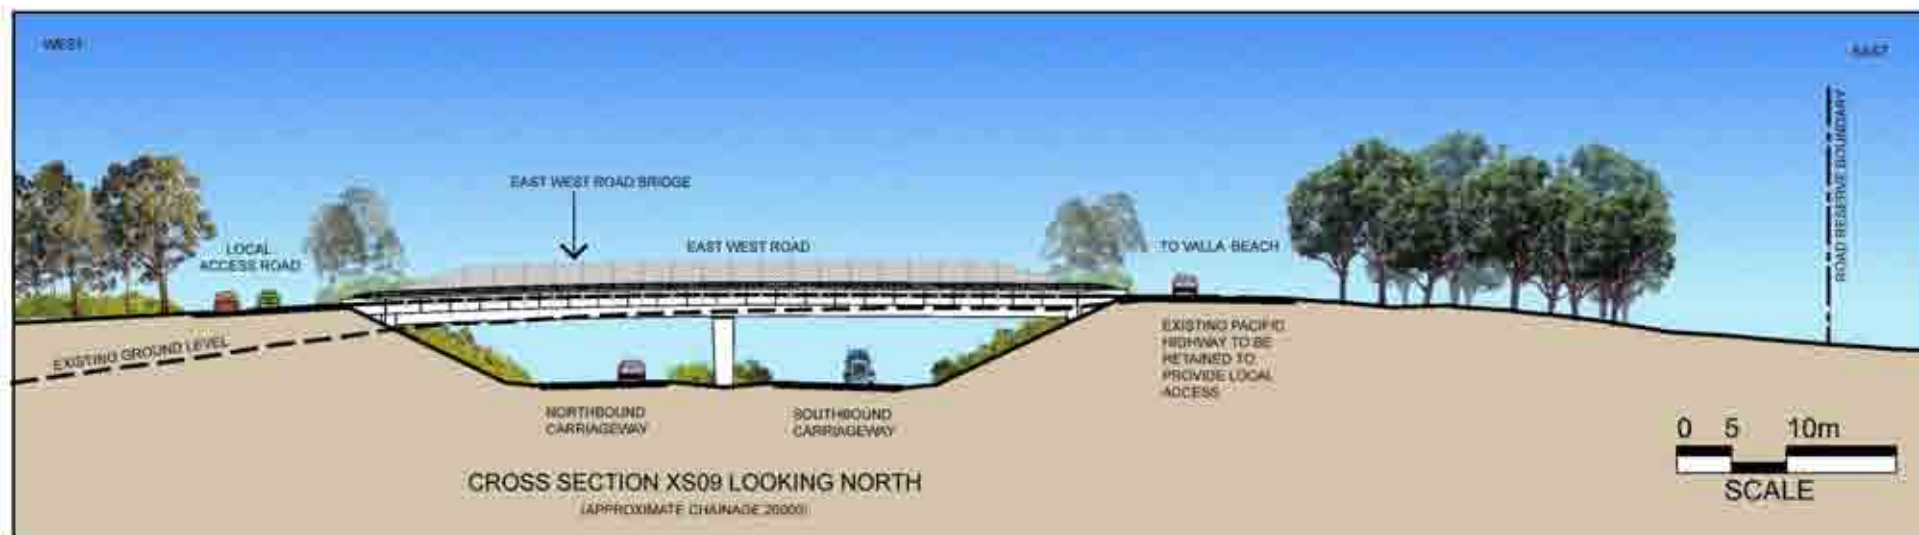 WEST
EAST
ROAD RESERVE BOUNDARY
EAST WEST ROAD BRIDGE
LOCAL
ACCESS ROAD
EAST WEST ROAD
TO VALLA BEACH
EXISTING GROUND LEVEL
EXISTING PACIFIC
HIGHWAY TO BE
RETAINED TO
PROVIDE LOCAL
ACCESS
NORTHBOUND
CARRIAGEWAY
SOUTHBOUND
CARRIAGEWAY
0 5 10m
SCALE
CROSS SECTION XS09 LOOKING NORTH
(APPROXIMATE CHAINAGE 26000)